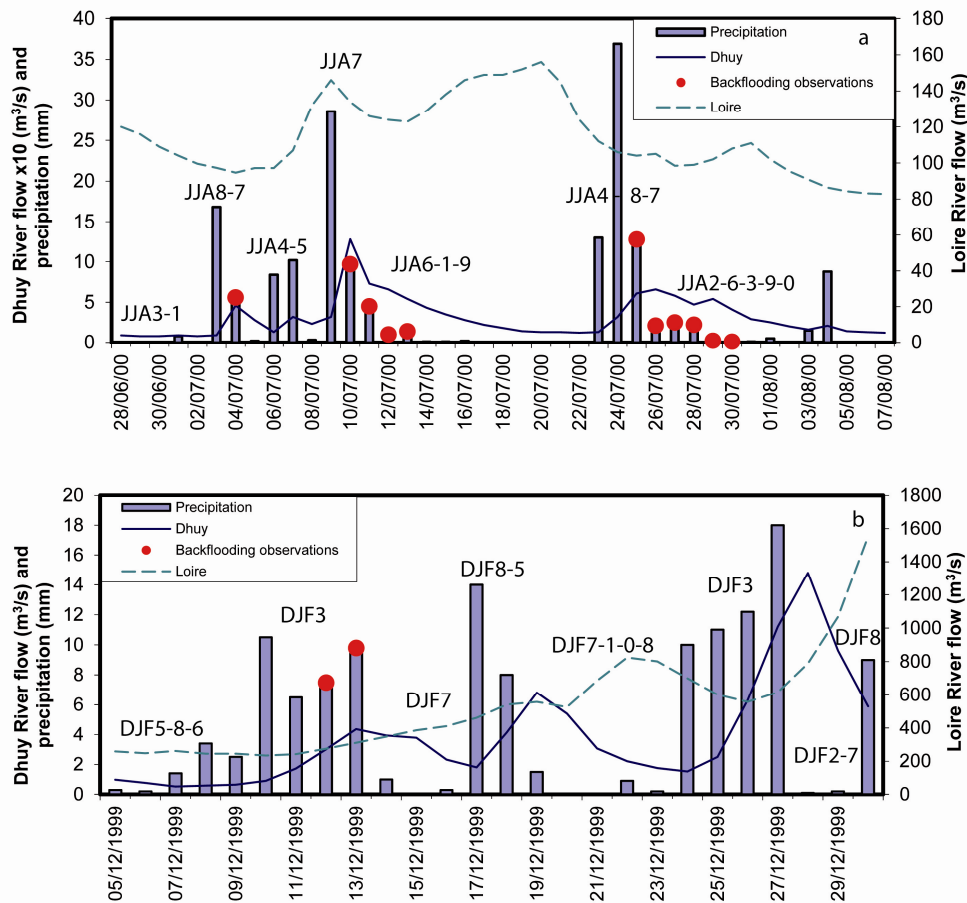 Dhuy River flow x10 (m³/s) and
precipitation (mm)
40
35
30
25
20
15
10
5
0
Precipitation
Dhuy
Backflooding observations
Loire
a
JJA7
JJA8-7
JJA4-5
JJA3-1
JJA6-1-9
JJA4 - 8-7
JJA2-6-3-9-0
180
160
140
120
100
80
60
40
20
0
Loire River flow (m³/s)
28/06/00
30/06/00
02/07/00
04/07/00
06/07/00
08/07/00
10/07/00
12/07/00
14/07/00
16/07/00
18/07/00
20/07/00
22/07/00
24/07/00
26/07/00
28/07/00
30/07/00
01/08/00
03/08/00
05/08/00
07/08/00
Dhuy River flow (m³/s) and
precipitation (mm)
20
18
16
14
12
10
8
6
4
2
0
Precipitation
Dhuy
Backflooding observations
Loire
b
DJF5-8-6
DJF3
DJF7
DJF8-5
DJF7-1-0-8
DJF3
DJF2-7
DJF8
1800
1600
1400
1200
1000
800
600
400
200
0
Loire River flow (m³/s)
05/12/1999
07/12/1999
09/12/1999
11/12/1999
13/12/1999
15/12/1999
17/12/1999
19/12/1999
21/12/1999
23/12/1999
25/12/1999
27/12/1999
29/12/1999